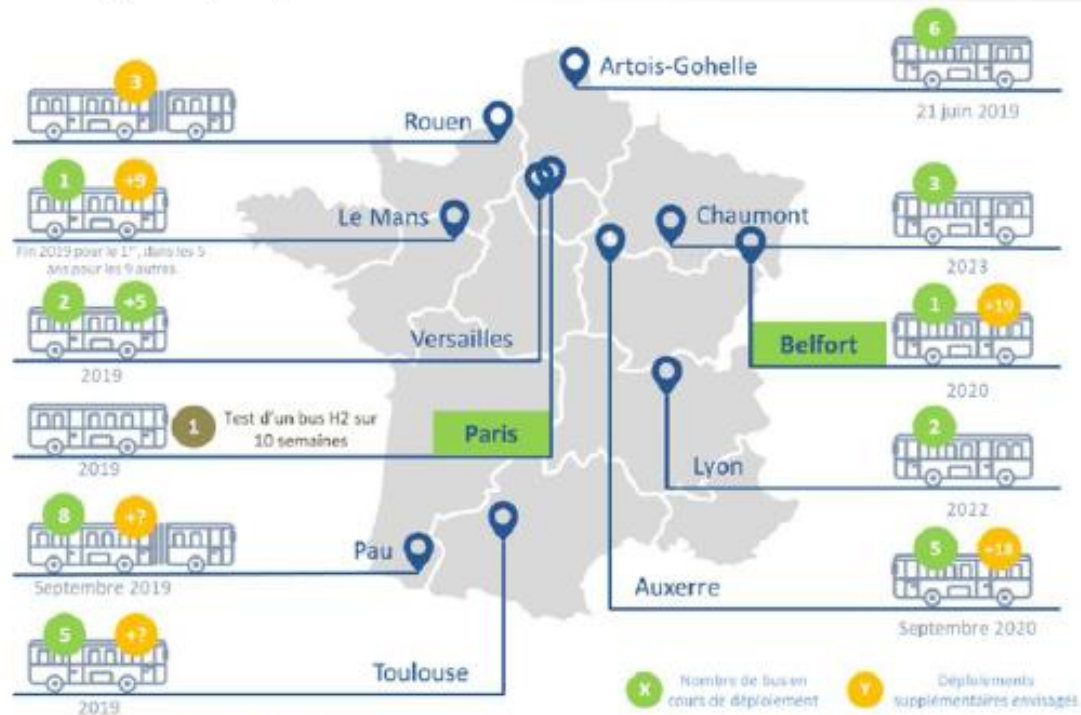 6
Artois-Gohelle
21 juin 2019
3
Rouen
1 +9
Le Mans
Fin 2019 pour le 1er, dans les 5
ans pour les 9 autres.
3
Chaumont
2023
2 +5
Versailles
2019
1 +19
Belfort
2020
1
Test d'un bus H2 sur
10 semaines
Paris
2019
2
Lyon
2022
8 +?
Pau
Septembre 2019
5 +18
Auxerre
Septembre 2020
5 +?
Toulouse
2019
X
Nombre de bus en
cours de déploiement
Y
Déploiements
supplémentaires envisagés